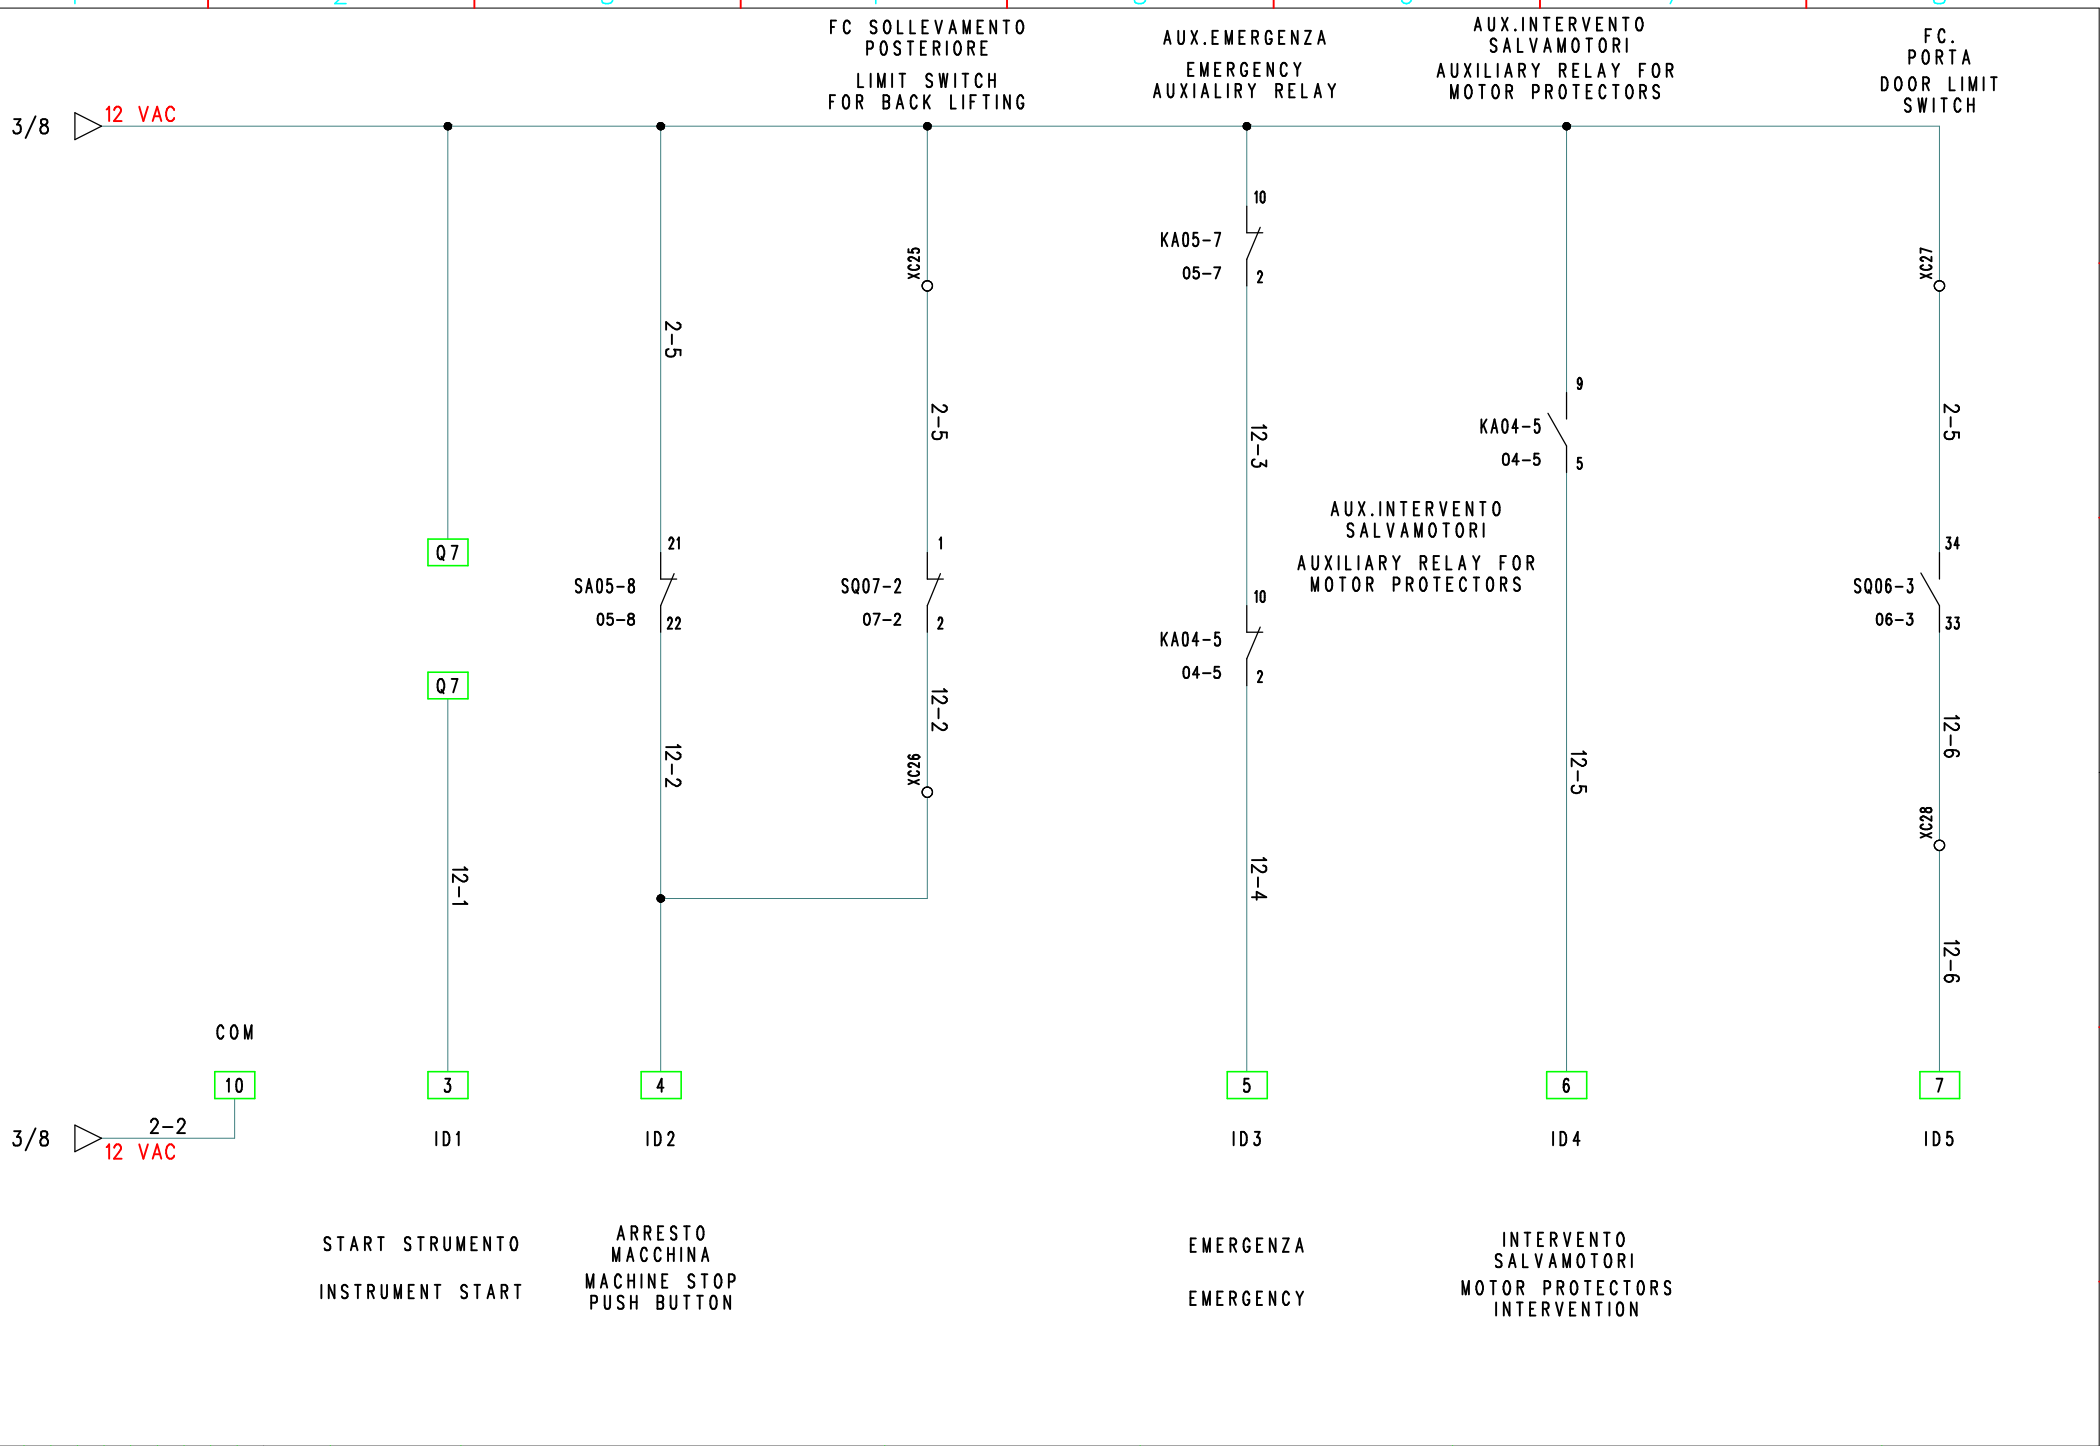 FC SOLLEVAMENTO
POSTERIORE
LIMIT SWITCH
FOR BACK LIFTING
AUX.EMERGENZA
EMERGENCY
AUXIALIRY RELAY
AUX.INTERVENTO
SALVAMOTORI
AUXILIARY RELAY FOR
MOTOR PROTECTORS
FC.
PORTA
DOOR LIMIT
SWITCH
3/8
12 VAC
10
KA05-7
05-7
2
XC25
XC27
2-5
2-5
12-3
9
KA04-5
04-5
5
2-5
AUX.INTERVENTO
SALVAMOTORI
AUXILIARY RELAY FOR
MOTOR PROTECTORS
Q7
21
SA05-8
05-8
22
1
SQ07-2
07-2
2
10
KA04-5
04-5
2
34
SQ06-3
06-3
33
Q7
12-2
12-2
XC26
12-5
12-6
XC28
12-1
12-4
12-6
COM
10
3
4
5
6
7
3/8
2-2
12 VAC
ID1
ID2
ID3
ID4
ID5
START STRUMENTO
INSTRUMENT START
ARRESTO
MACCHINA
MACHINE STOP
PUSH BUTTON
EMERGENZA
EMERGENCY
INTERVENTO
SALVAMOTORI
MOTOR PROTECTORS
INTERVENTION